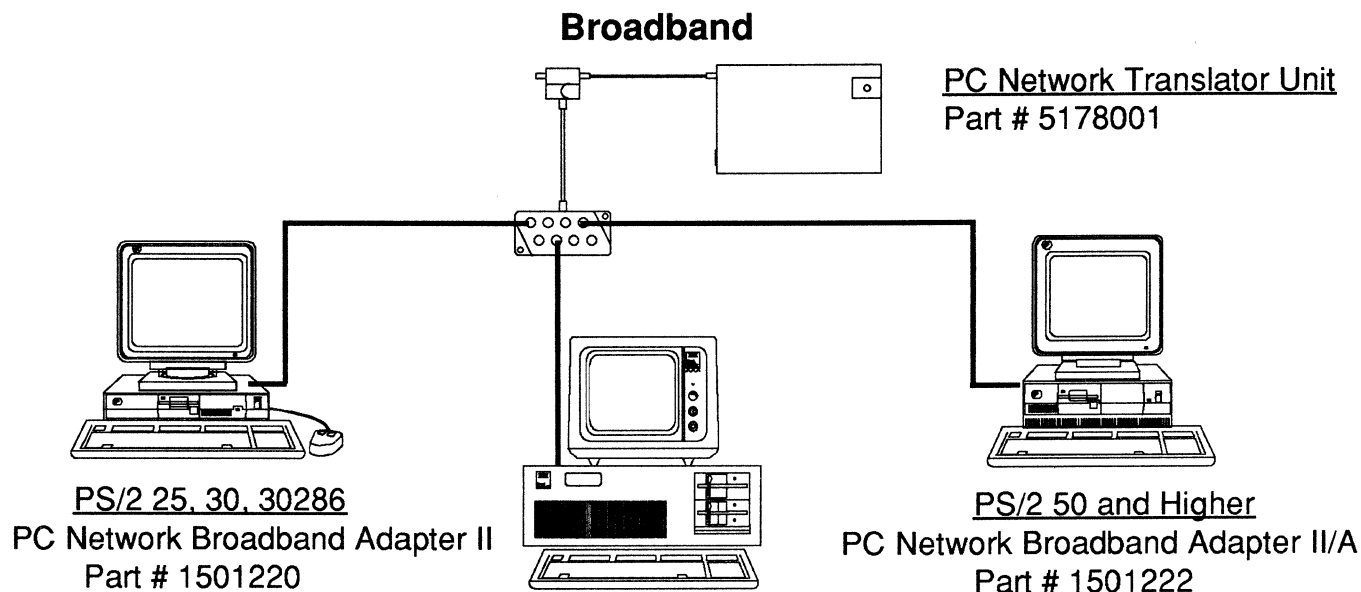 Broadband
PC Network Translator Unit
Part # 5178001
PS/2 25, 30, 30286
PC Network Broadband Adapter II
Part # 1501220
PS/2 50 and Higher
PC Network Broadband Adapter II/A
Part # 1501222